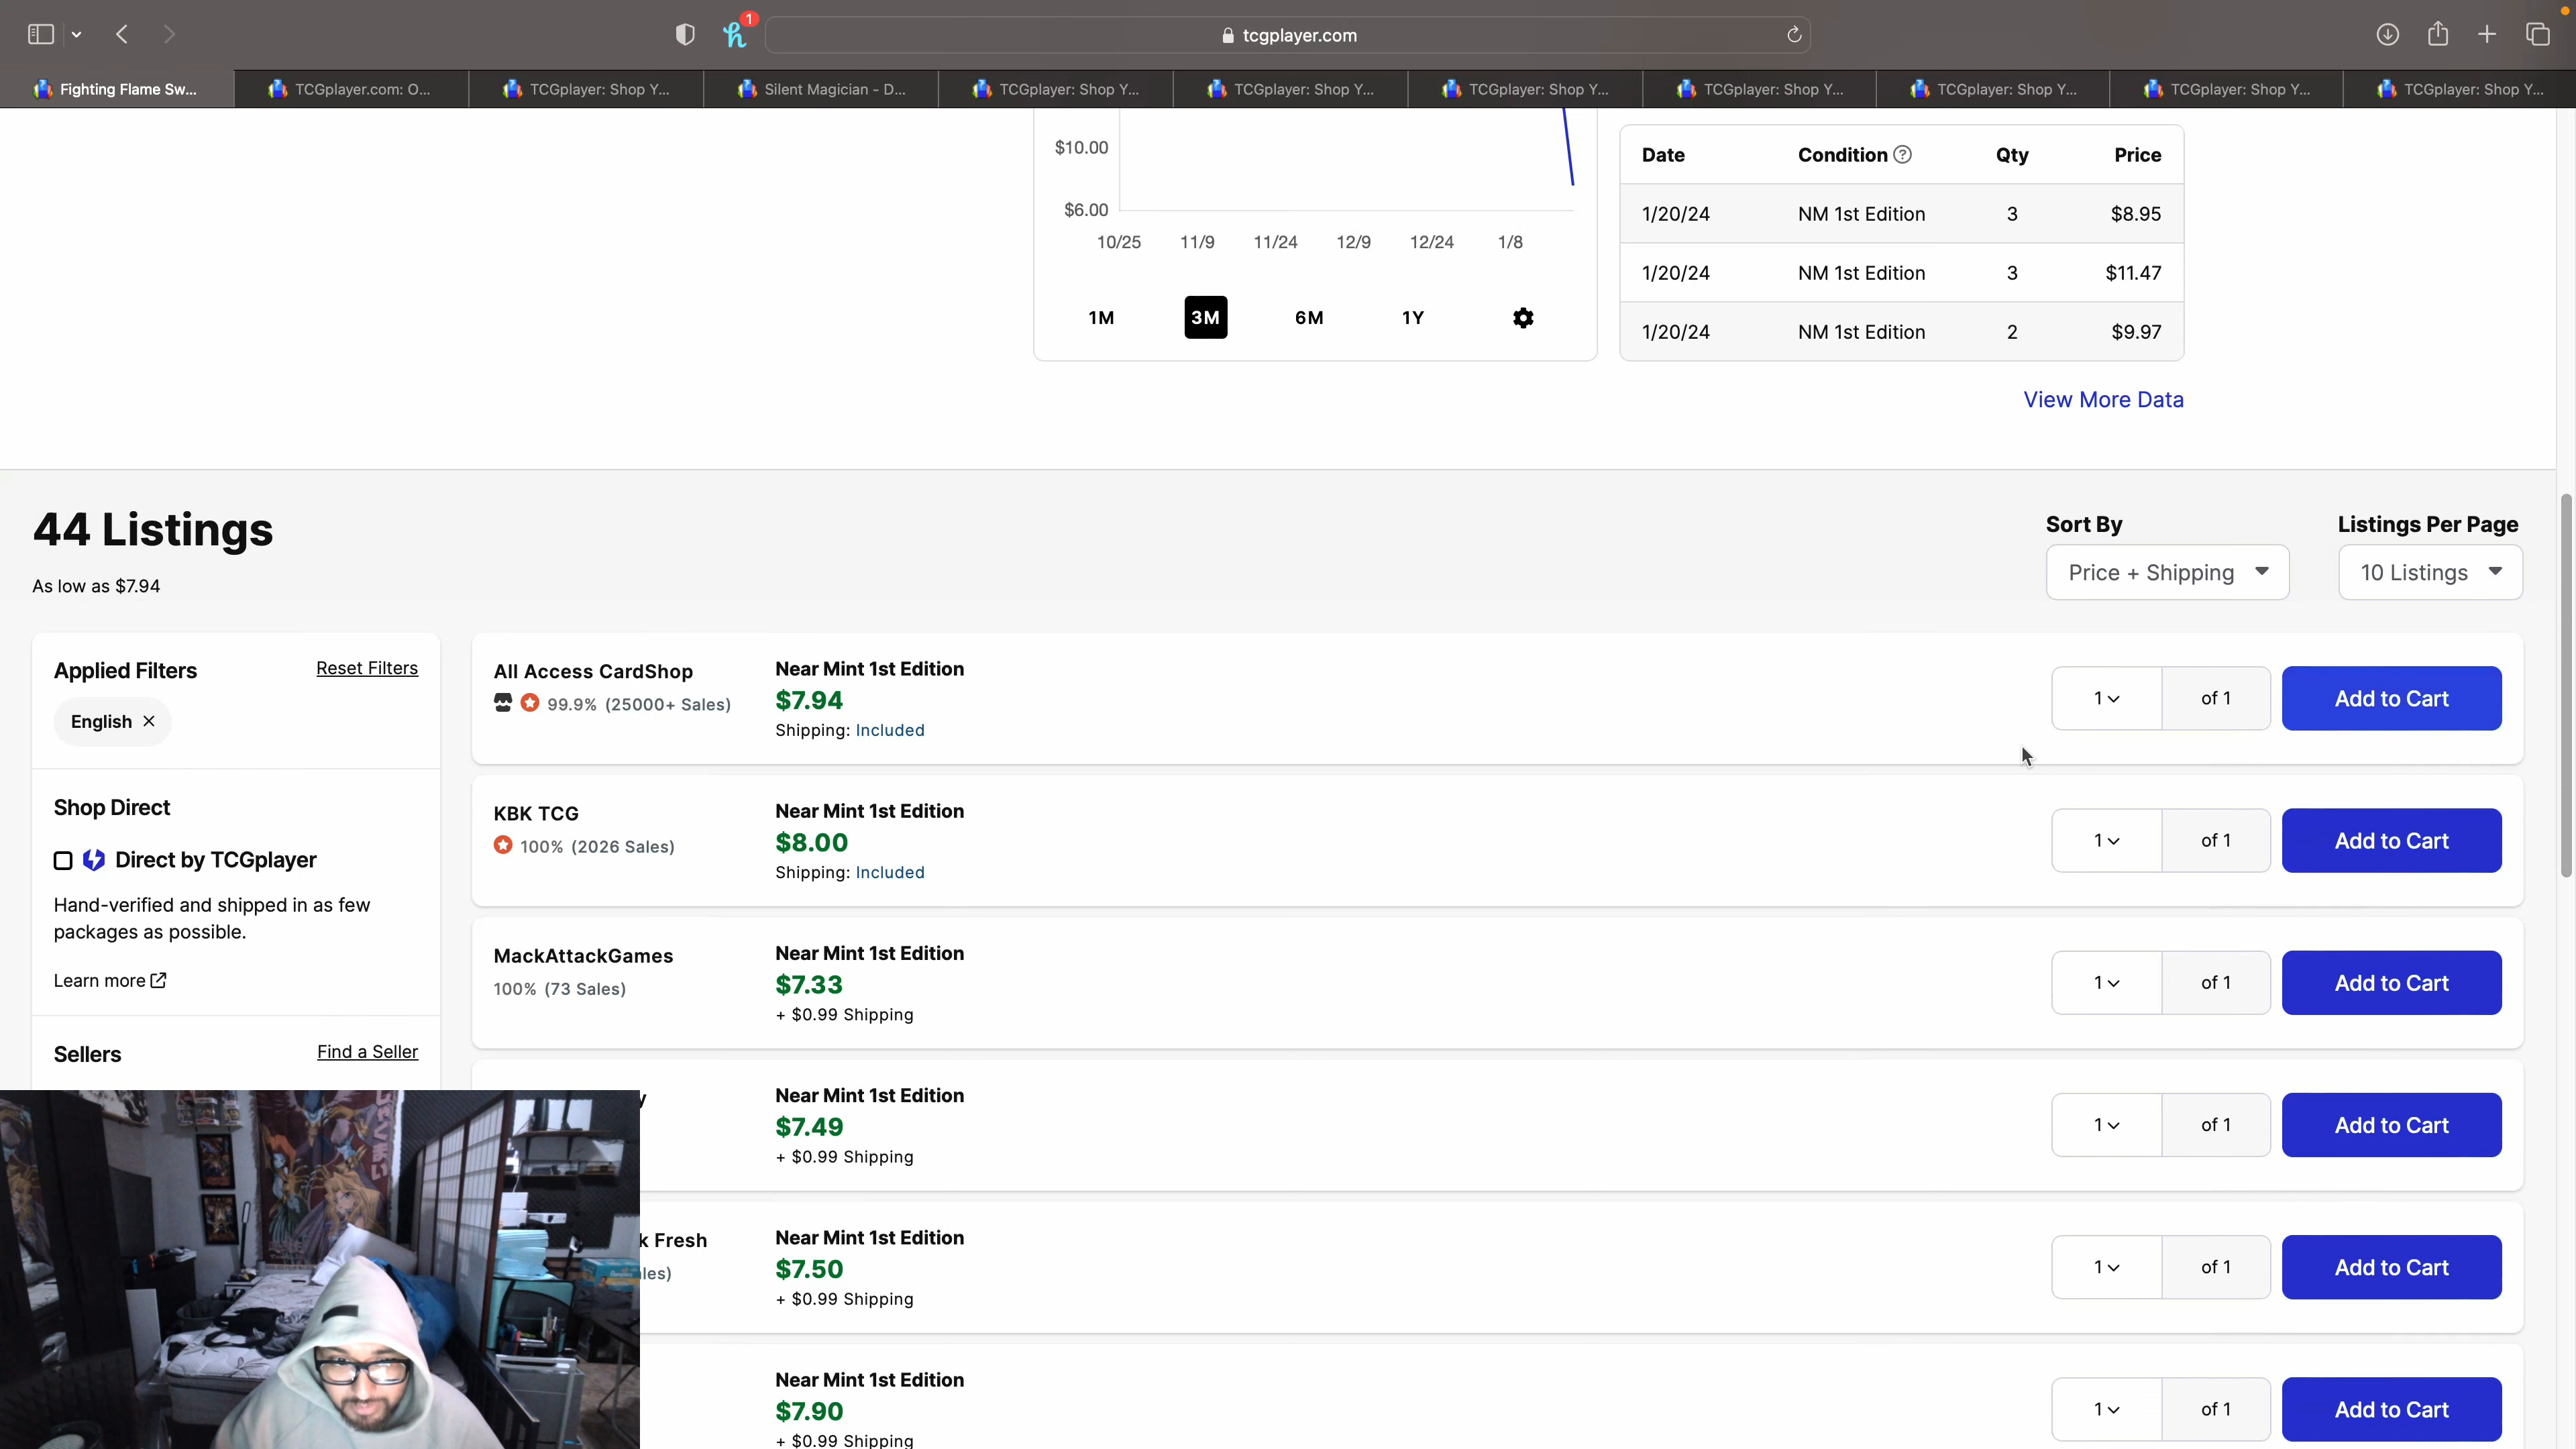 1
tcgplayer.com
Fighting Flame Sw...
TCGplayer.com: O...
TCGplayer: Shop Y...
Silent Magician - D...
TCGplayer: Shop Y...
TCGplayer: Shop Y...
TCGplayer: Shop Y...
TCGplayer: Shop Y...
TCGplayer: Shop Y...
TCGplayer: Shop Y...
TCGplayer: Shop Y...
$10.00
$6.00
10/25 11/9 11/24 12/9 12/24 1/8
1M 3M 6M 1Y
Date Condition Qty Price
1/20/24 NM 1st Edition 3 $8.95
1/20/24 NM 1st Edition 3 $11.47
1/20/24 NM 1st Edition 2 $9.97
View More Data
44 Listings
As low as $7.94
Sort By
Price + Shipping
Listings Per Page
10 Listings
Applied Filters Reset Filters
English
Shop Direct
Direct by TCGplayer
Hand-verified and shipped in as few
packages as possible.
Learn more
Sellers Find a Seller
All Access CardShop
99.9% (25000+ Sales)
Near Mint 1st Edition
$7.94
Shipping: Included
1 of 1 Add to Cart
KBK TCG
100% (2026 Sales)
Near Mint 1st Edition
$8.00
Shipping: Included
1 of 1 Add to Cart
MackAttackGames
100% (73 Sales)
Near Mint 1st Edition
$7.33
+ $0.99 Shipping
1 of 1 Add to Cart
y
Near Mint 1st Edition
$7.49
+ $0.99 Shipping
1 of 1 Add to Cart
k Fresh
les)
Near Mint 1st Edition
$7.50
+ $0.99 Shipping
1 of 1 Add to Cart
Near Mint 1st Edition
$7.90
+ $0.99 Shipping
1 of 1 Add to Cart